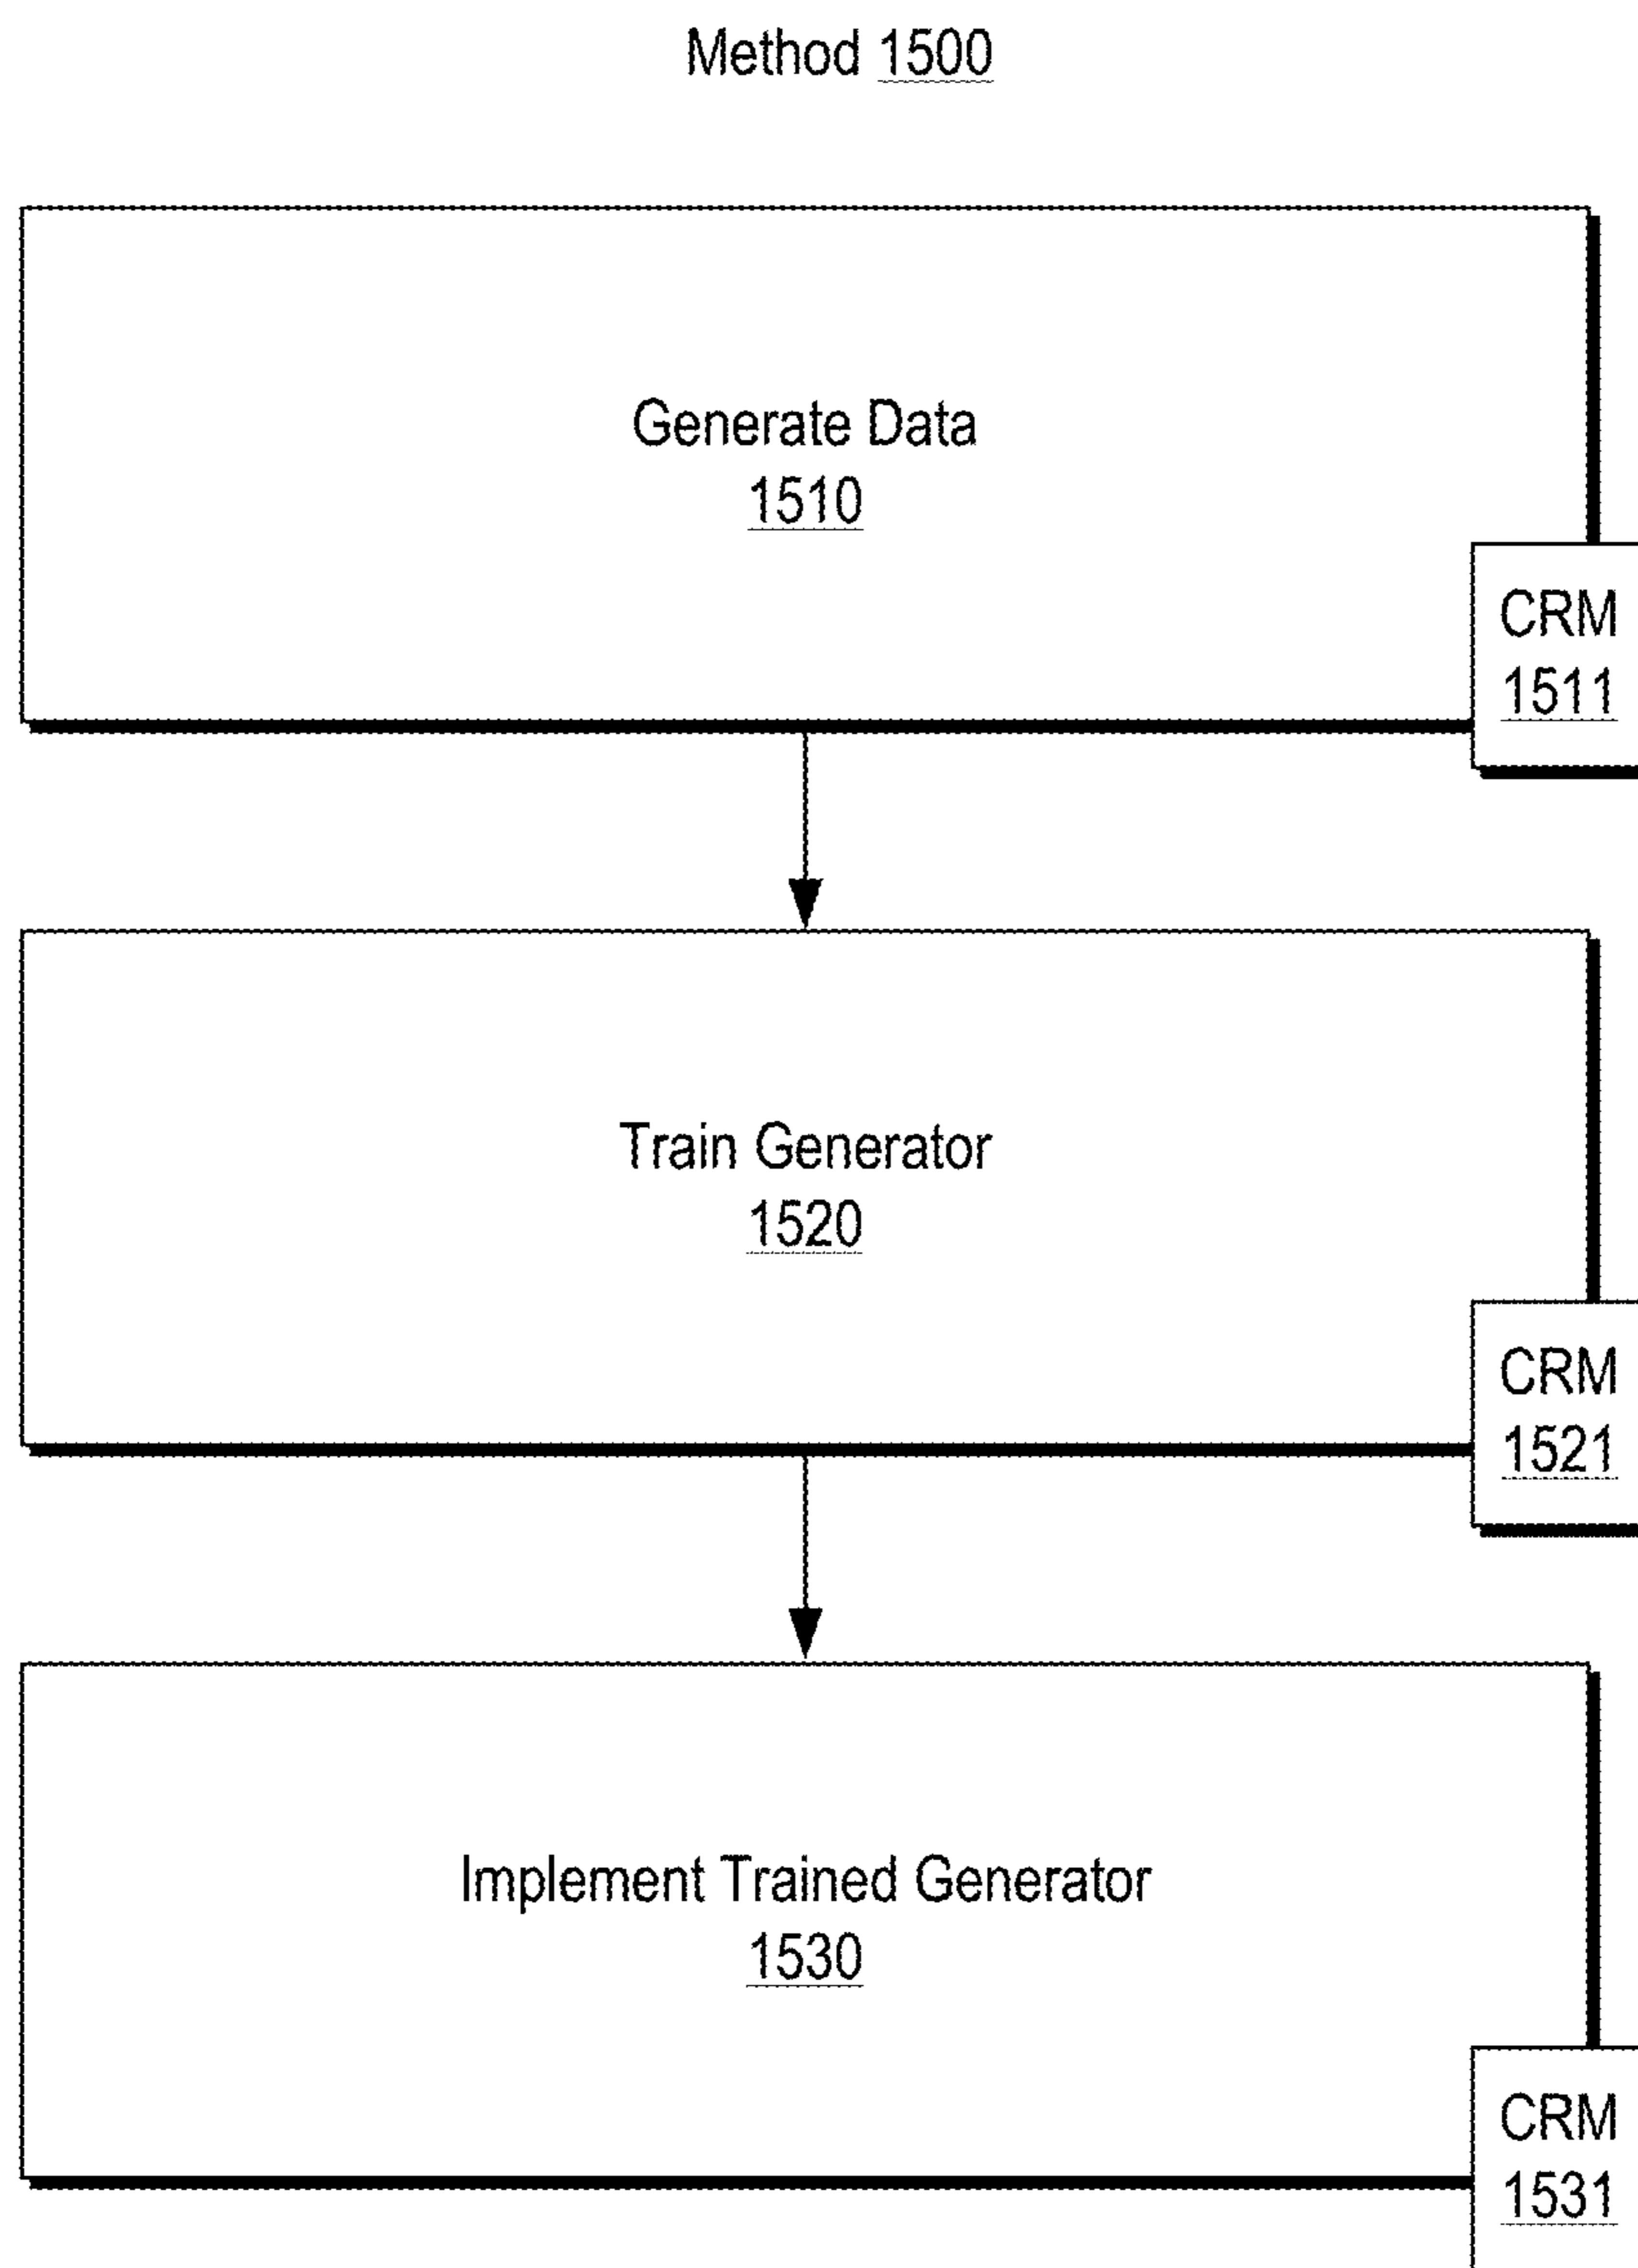 Method 1500
Generate Data
1510
CRM
1511
Train Generator
1520
CRM
1521
Implement Trained Generator
1530
CRM
1531